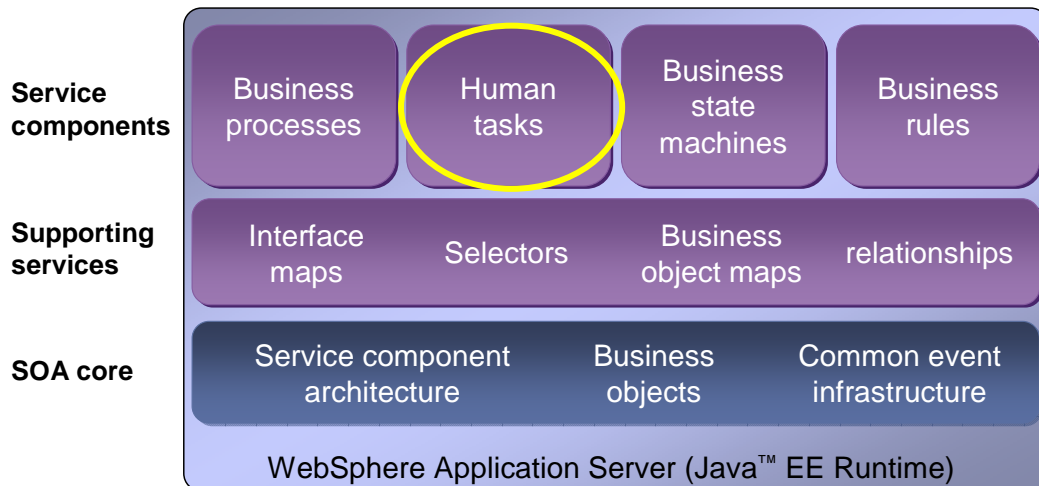 Service
components
Business
processes
Human
tasks
Business
state
machines
Business
rules
Supporting
services
Interface
maps
Selectors
Business
object maps
relationships
SOA core
Service component
architecture
Business
objects
Common event
infrastructure
WebSphere Application Server (Java™ EE Runtime)